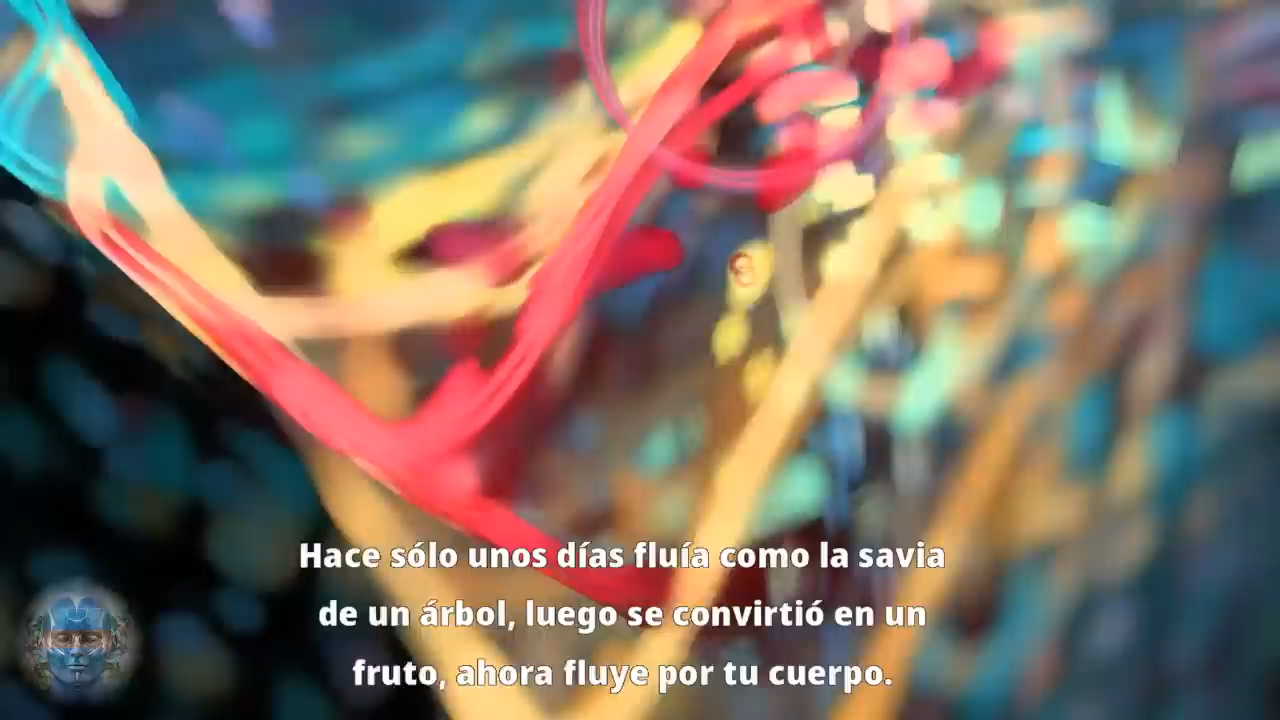 Hace sólo unos días fluía como la savia
de un árbol, luego se convirtió en un
fruto, ahora fluye por tu cuerpo.